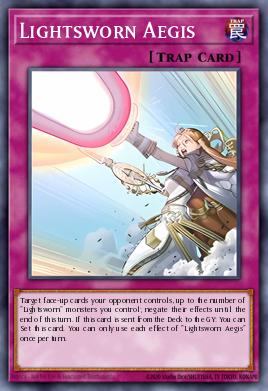 Lightsworn Aegis
TRAP
罠
[Trap Card]
Target face-up cards your opponent controls, up to the number
of "Lightsworn" monsters you control; negate their effects until the
end of this turn. If this card is sent from the Deck to the GY: You can
Set this card. You can only use each effect of "Lightsworn Aegis"
once per turn.